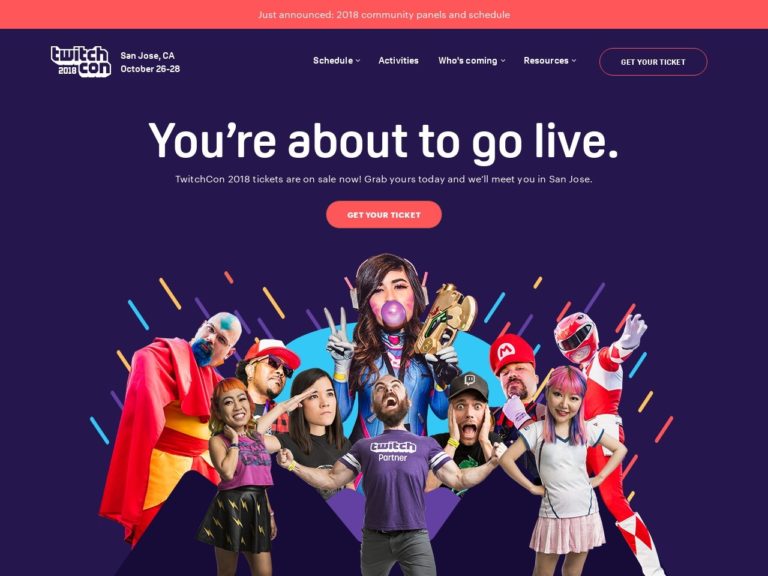 Just announced: 2018 community panels and schedule
twitch
2018 con
San Jose, CA
October 26-28
Schedule
Activities
Who's coming
Resources
GET YOUR TICKET
You’re about to go live.
TwitchCon 2018 tickets are on sale now! Grab yours today and we'll meet you in San Jose.
GET YOUR TICKET
M
twitch
Partner